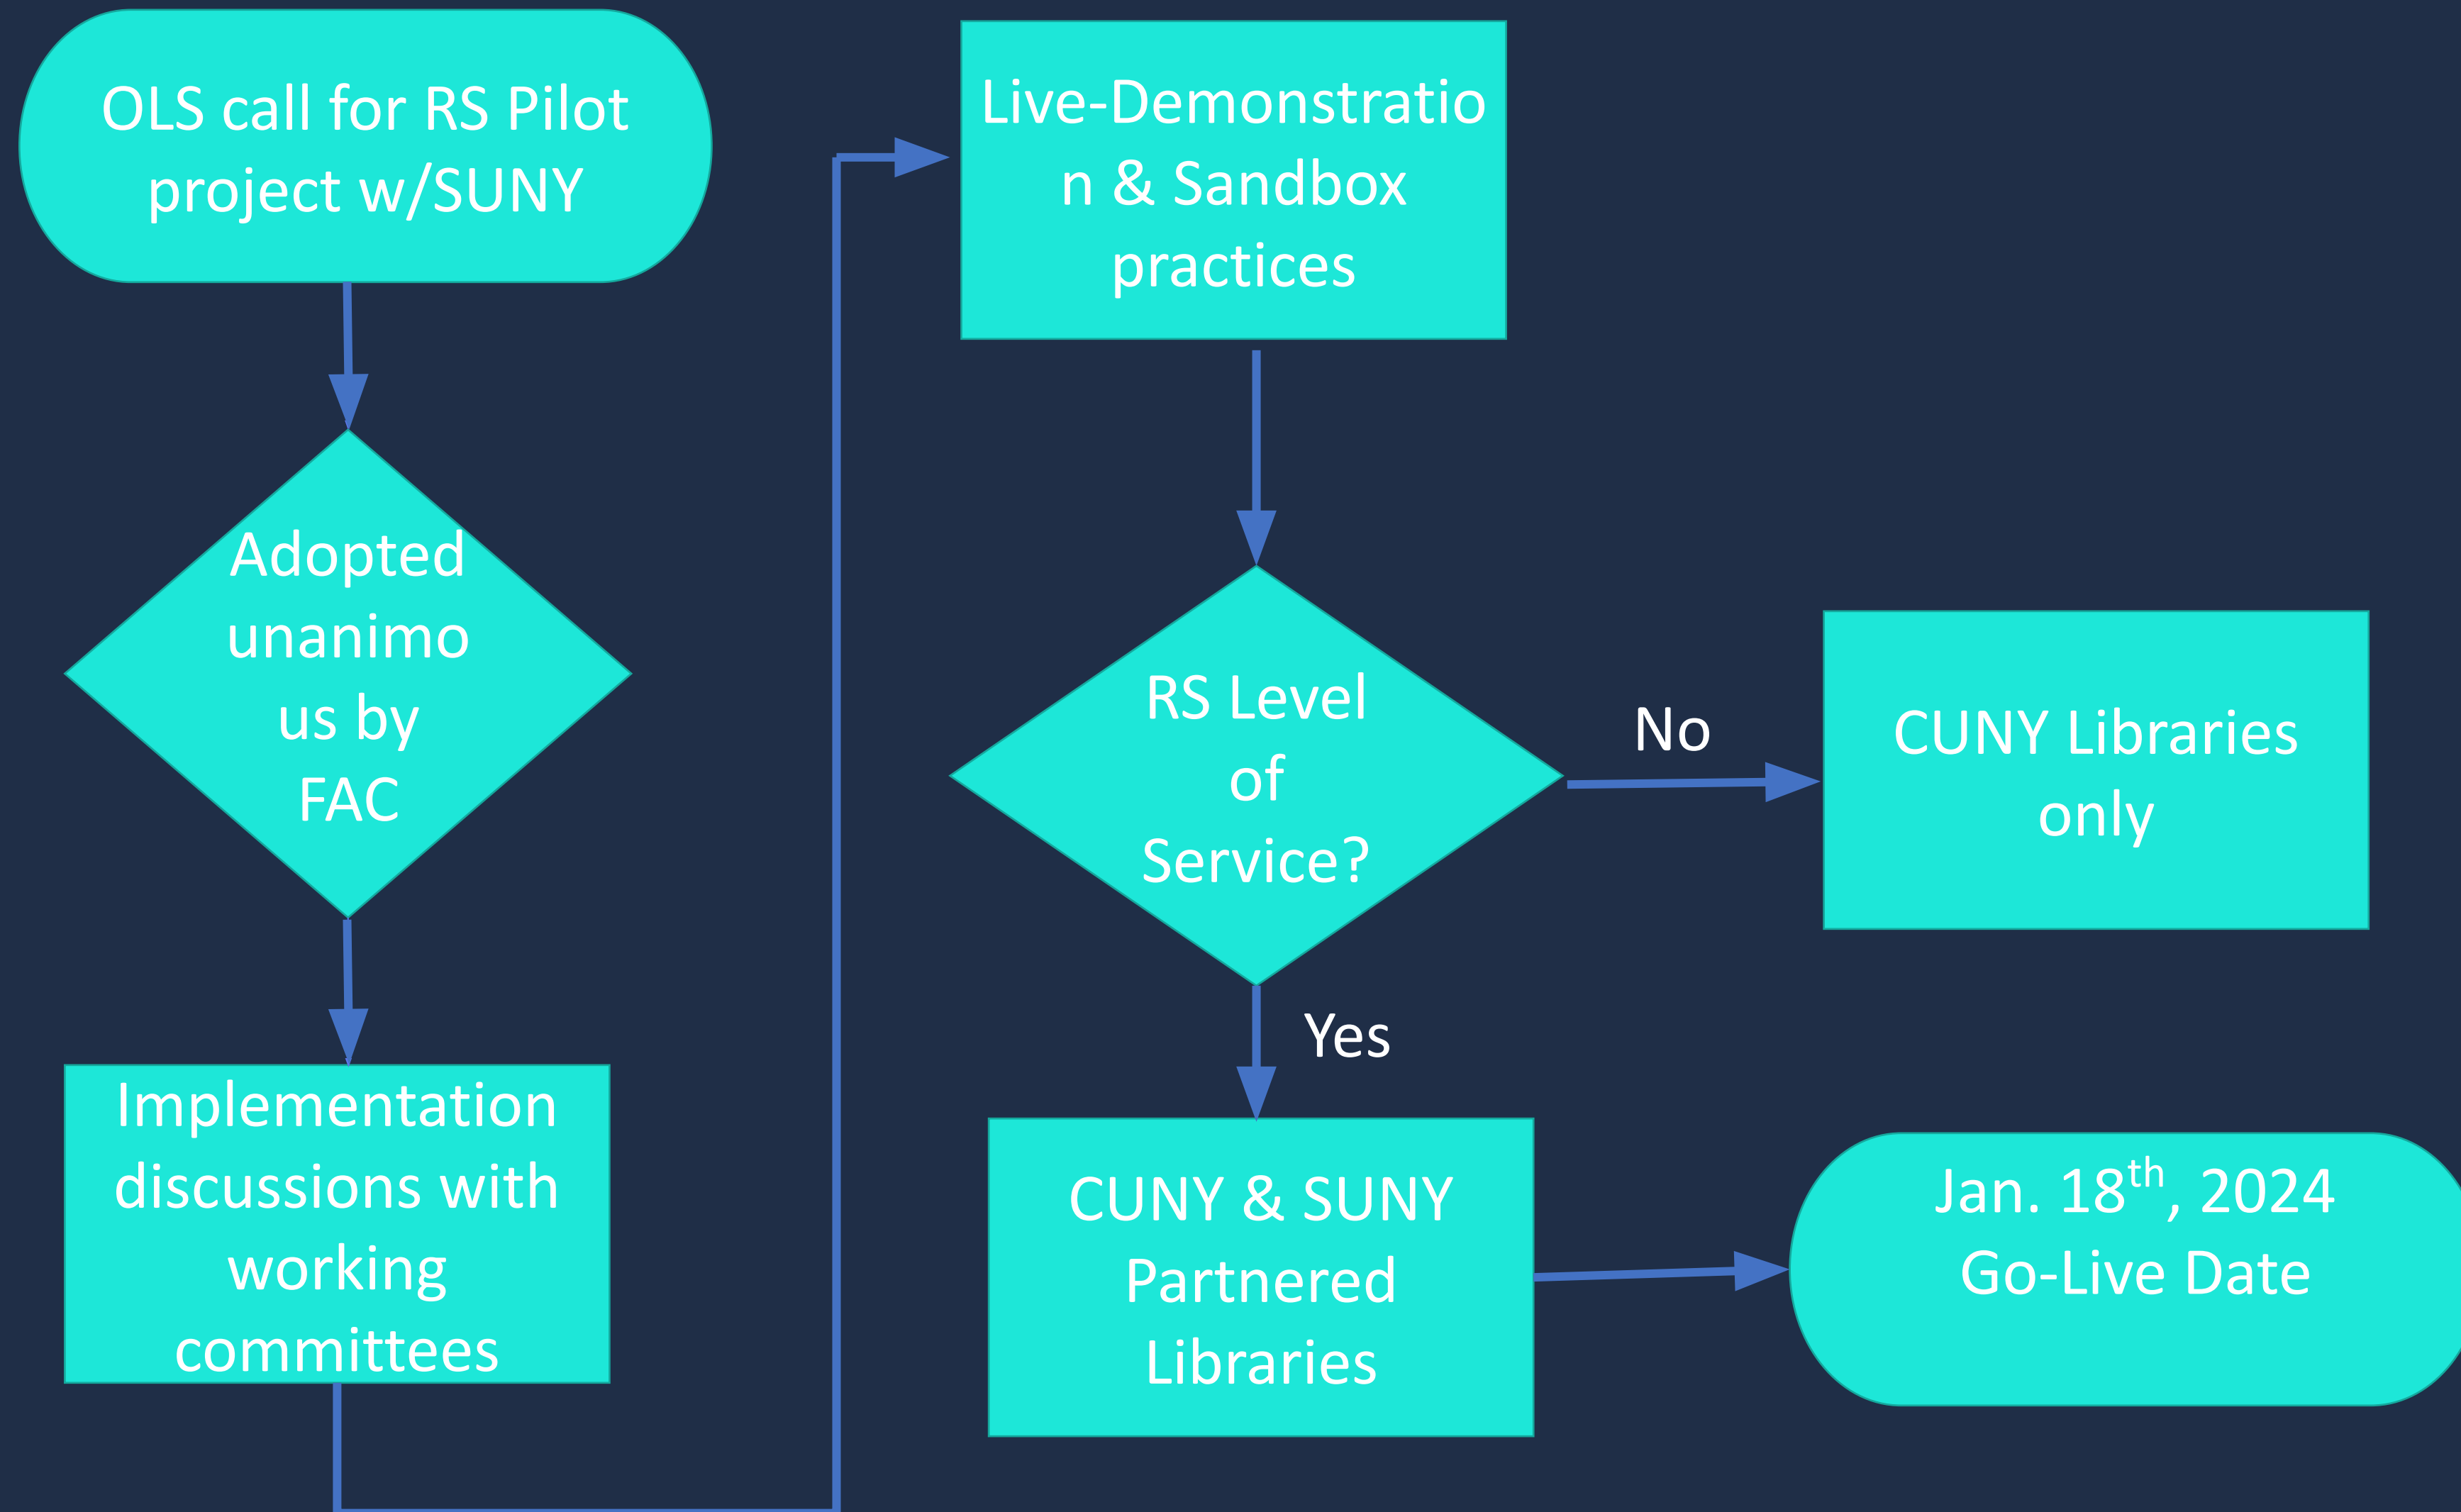 OLS call for RS Pilot
project w/SUNY
Adopted
unanimo
us by
FAC
Implementation
discussions with
working
committees
Live-Demonstratio
n & Sandbox
practices
RS Level
of
Service?
No
CUNY Libraries
only
Yes
CUNY & SUNY
Partnered
Libraries
Jan. 18th, 2024
Go-Live Date